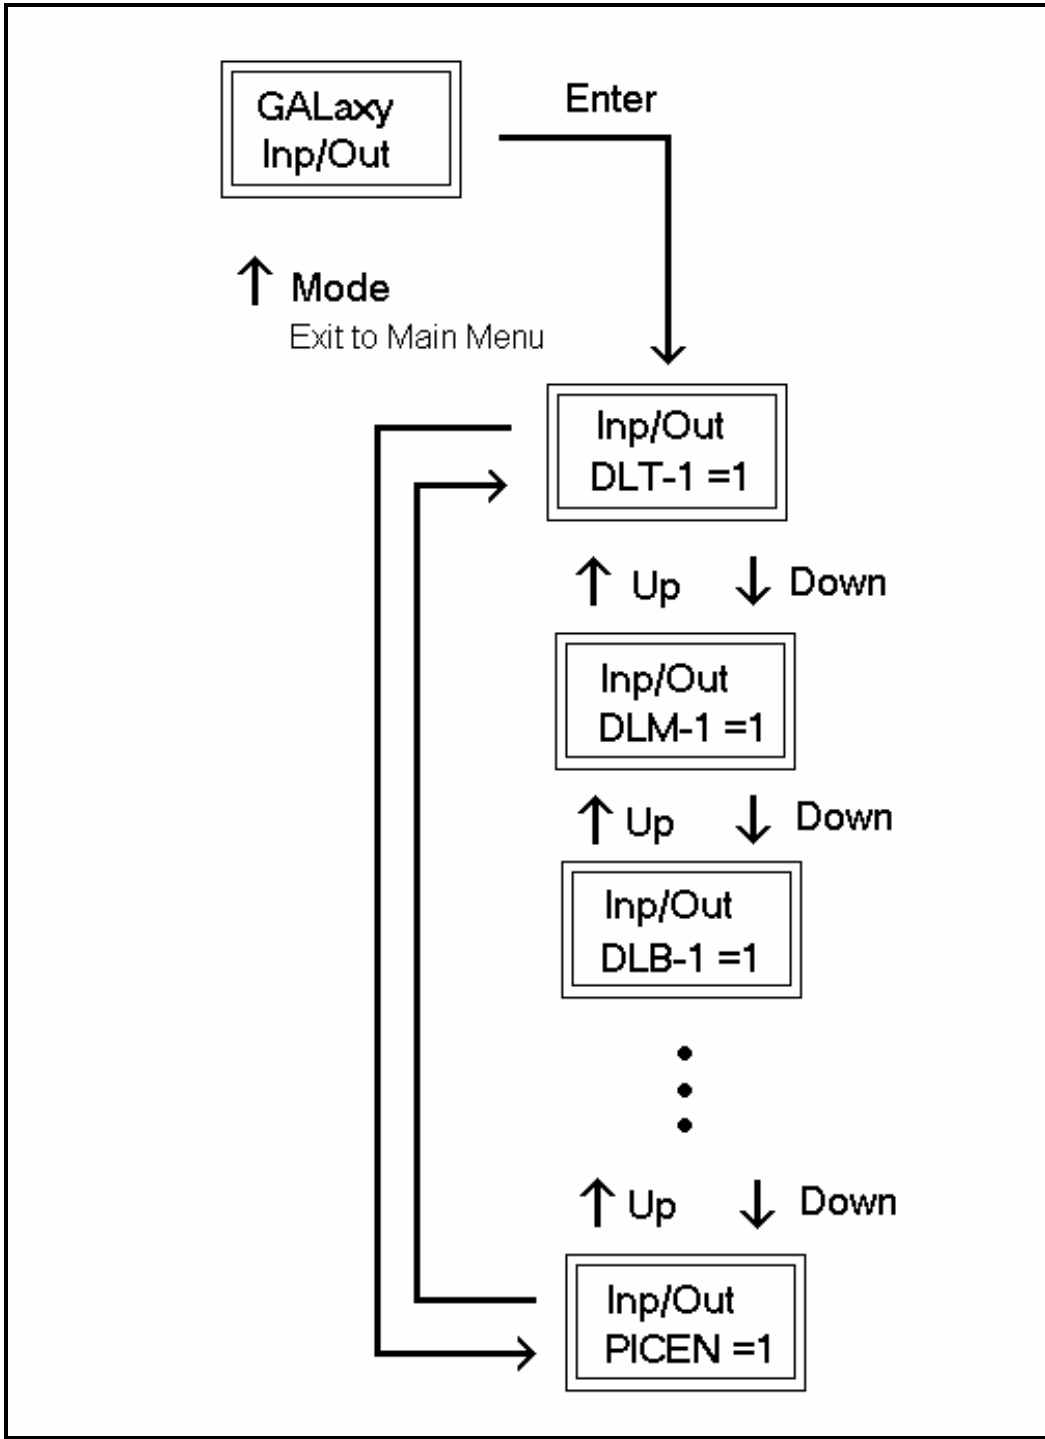 GALaxy
Inp/Out
Enter
Mode
Exit to Main Menu
Inp/Out
DLT-1 =1
Up
Down
Inp/Out
DLM-1 =1
Up
Down
Inp/Out
DLB-1 =1
Up
Down
Inp/Out
PICEN =1